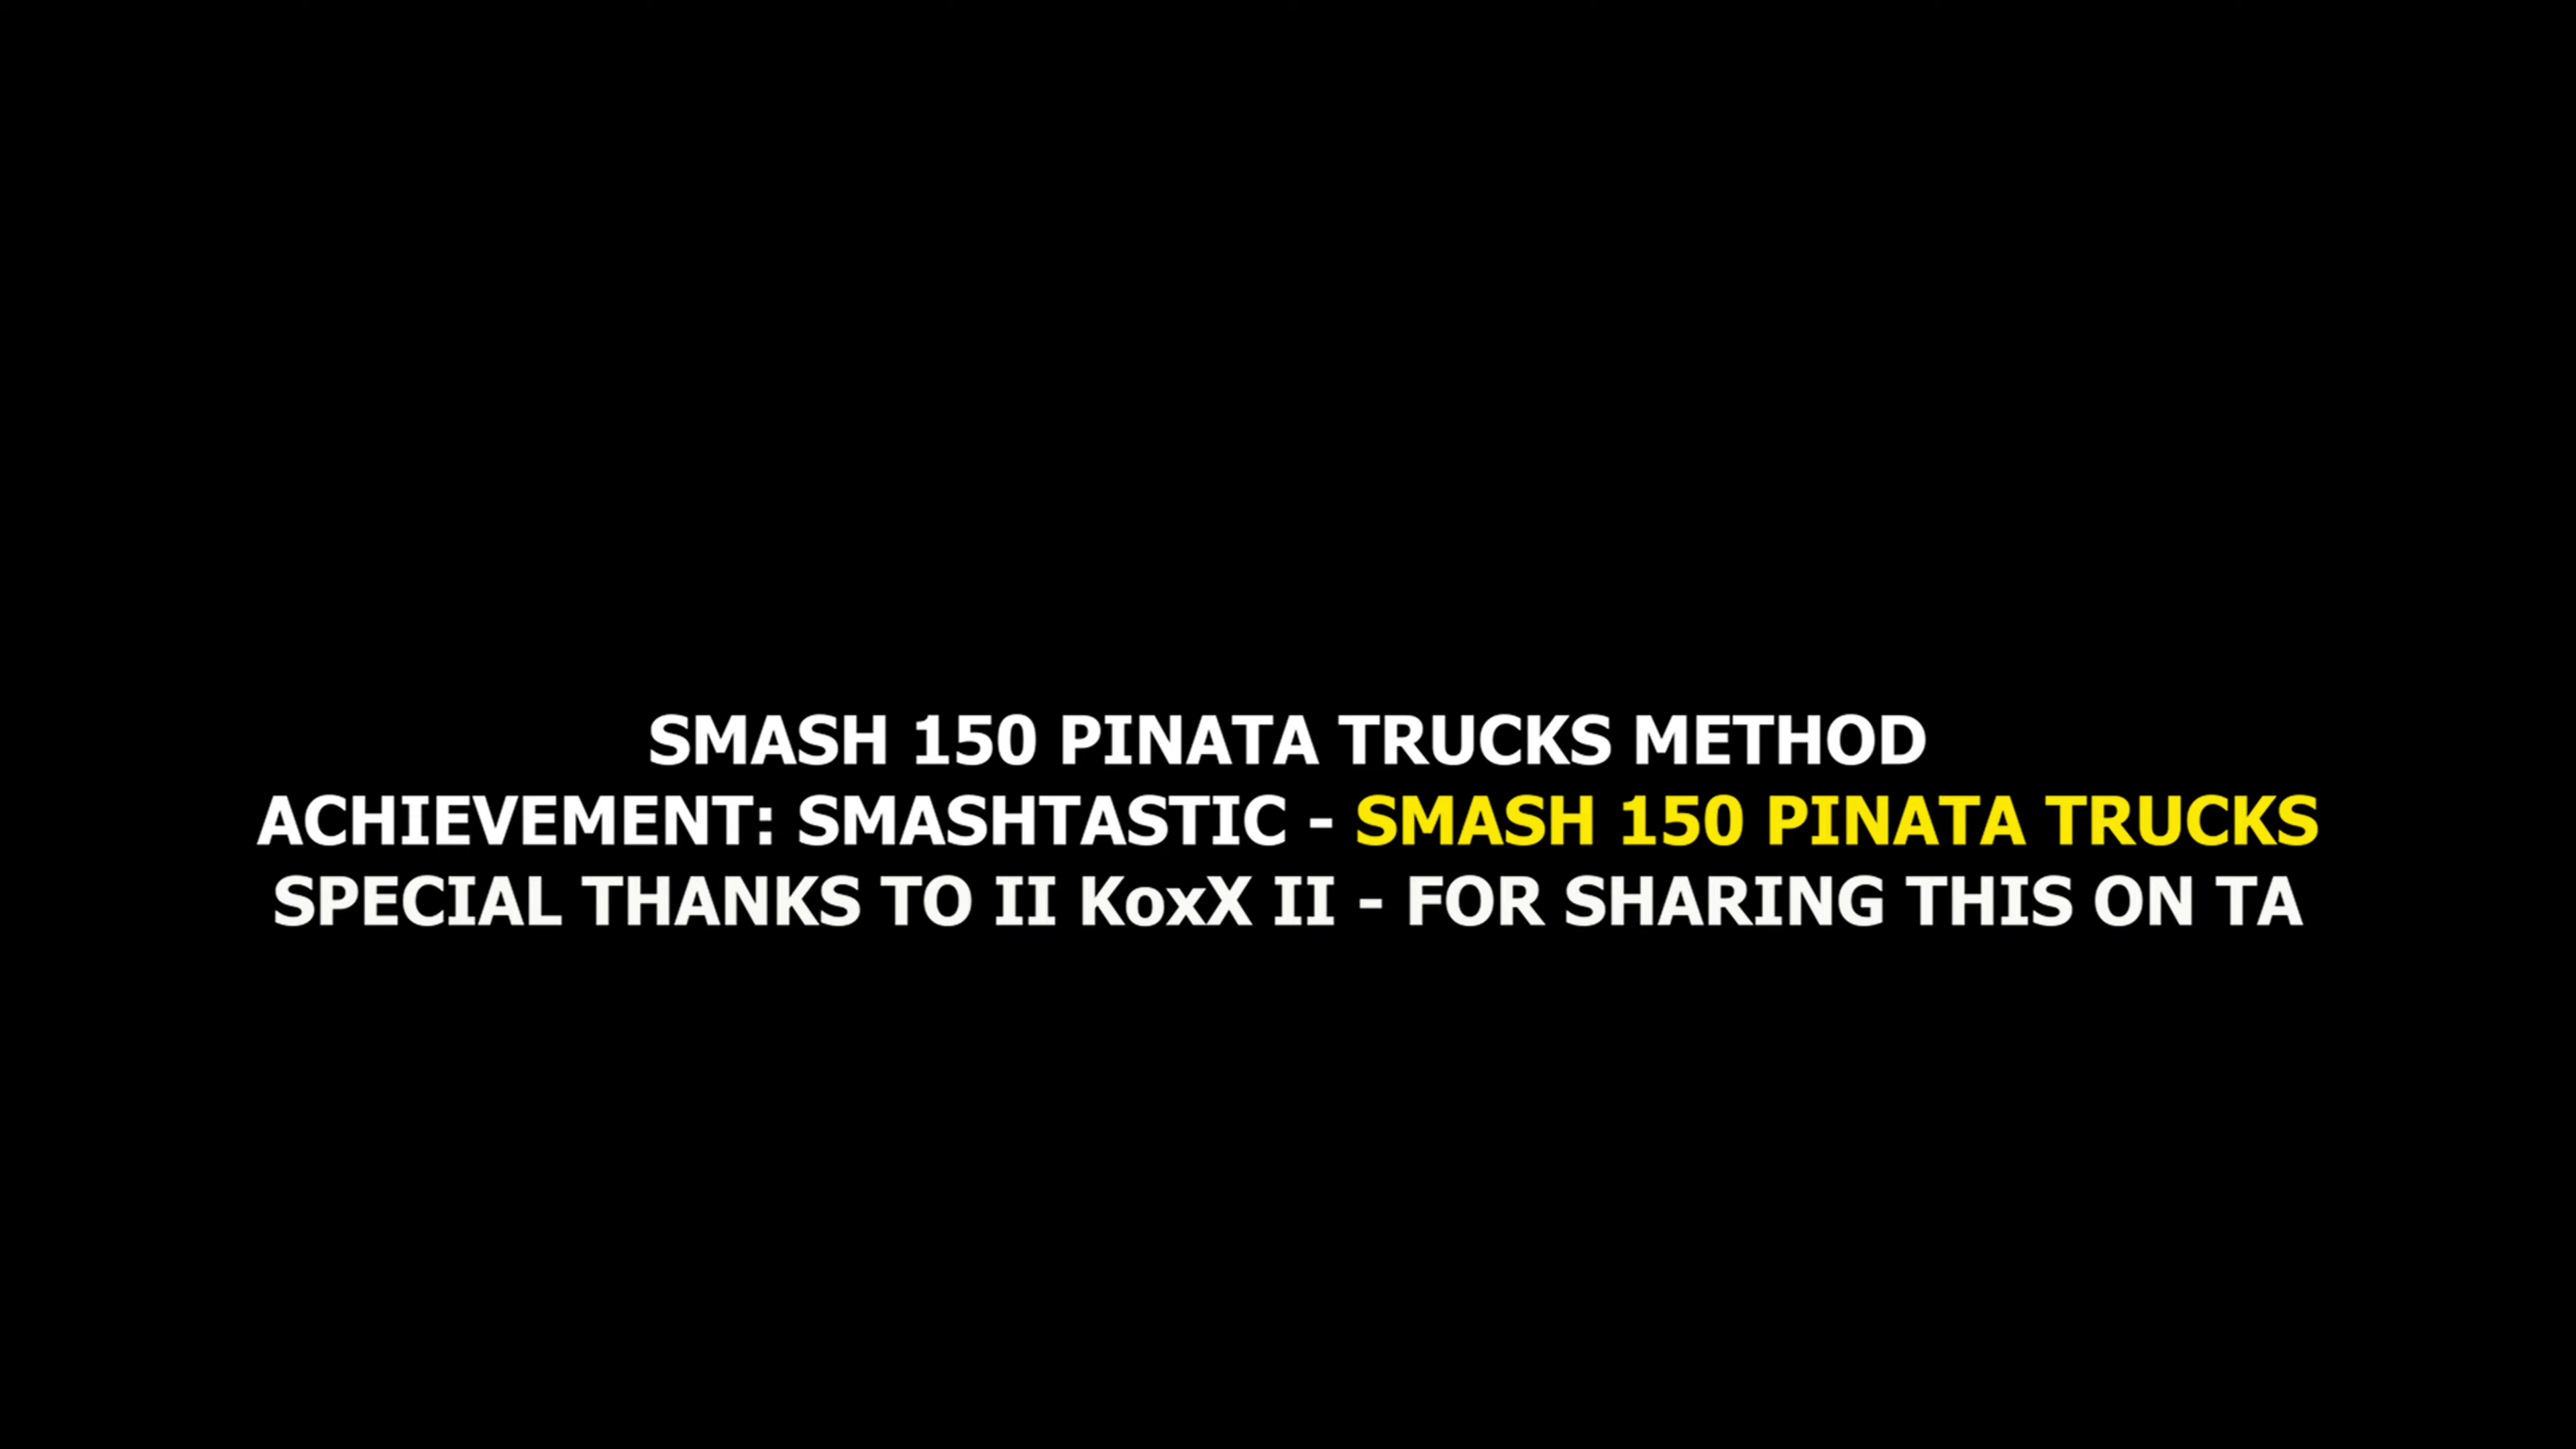 SMASH 150 PINATA TRUCKS METHOD
ACHIEVEMENT: SMASHTASTIC - SMASH 150 PINATA TRUCKS
SPECIAL THANKS TO II KoxX II - FOR SHARING THIS ON TA